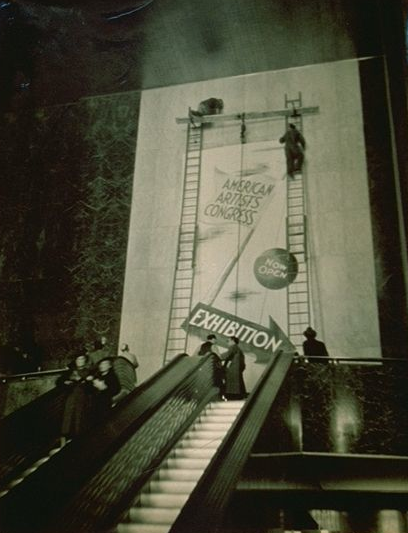 AMERICAN
ARTISTS
CONGRESS
NOW
OPEN
EXHIBITION